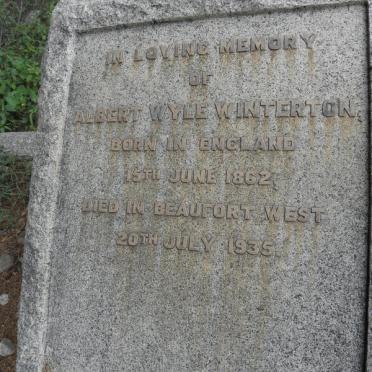 IN LOVING MEMORY
OF
ALBERT WYLE WINTERTON,
BORN IN ENGLAND
15TH JUNE 1862,
DIED IN BEAUFORT WEST
20TH JULY 1935.